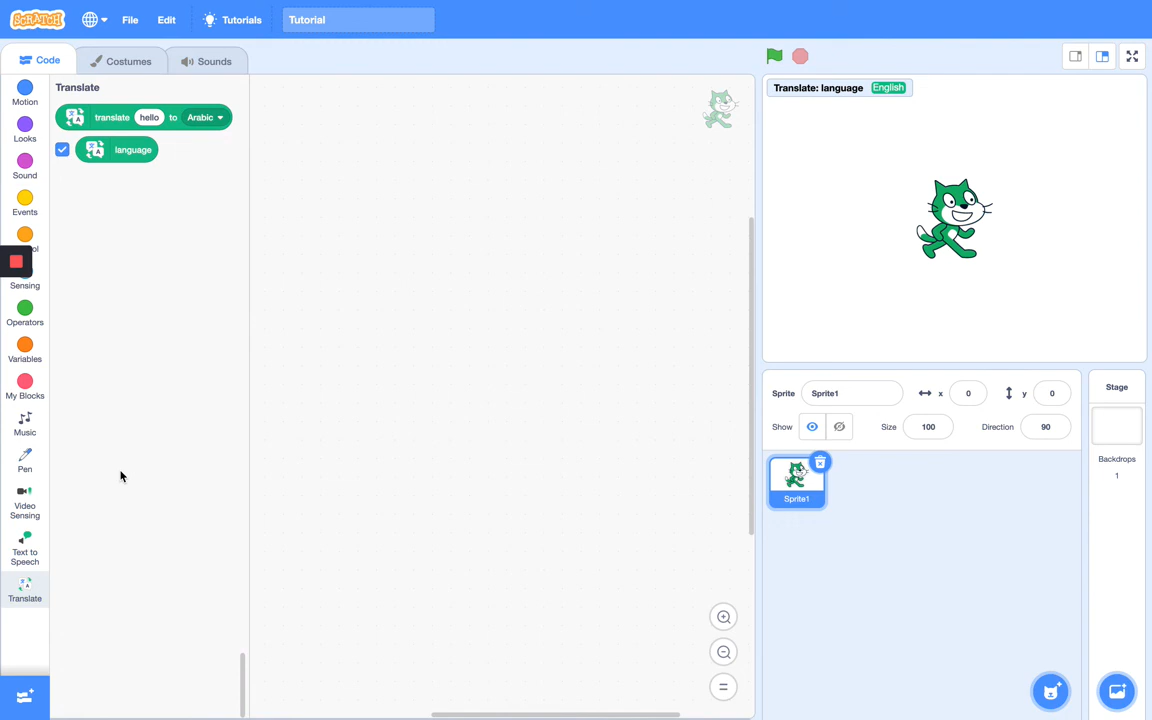 SCRATCH File Edit Tutorials Tutorial
Code Costumes Sounds
Motion
Looks
Sound
Events
Sensing
Operators
Variables
My Blocks
Music
Pen
Video
Sensing
Text to
Speech
Translate
Translate
translate hello to Arabic
language
Translate: language English
Sprite Sprite1 x 0 y 0
Show Size 100 Direction 90
Sprite1
Stage
Backdrops
1